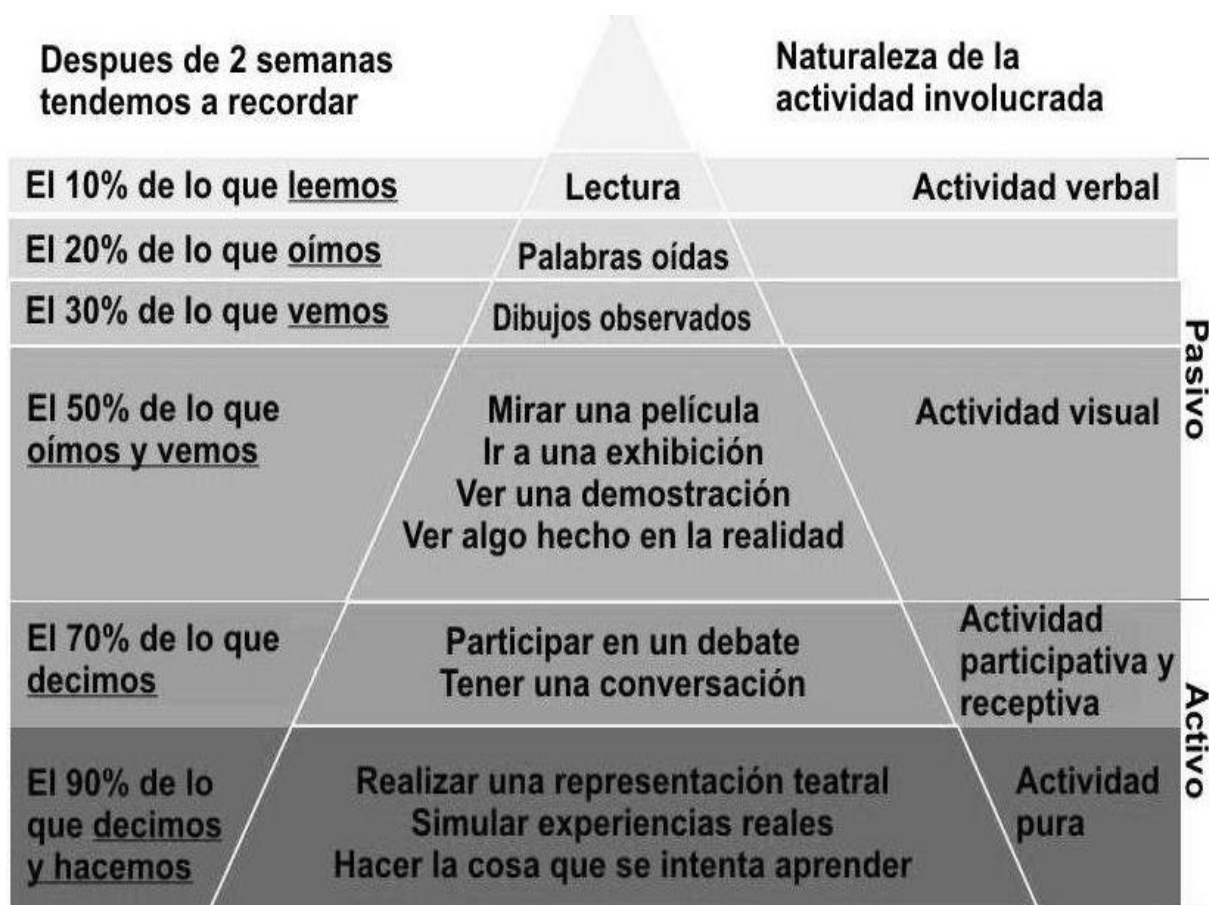 Despues de 2 semanas
tendemos a recordar
Naturaleza de la
actividad involucrada
El 10% de lo que leemos
Lectura
Actividad verbal
El 20% de lo que oímos
Palabras oídas
El 30% de lo que vemos
Dibujos observados
El 50% de lo que
oímos y vemos
Mirar una película
Ir a una exhibición
Ver una demostración
Ver algo hecho en la realidad
Actividad visual
Pasivo
El 70% de lo que
decimos
Participar en un debate
Tener una conversación
Actividad
participativa y
receptiva
El 90% de lo
que decimos
y hacemos
Realizar una representación teatral
Simular experiencias reales
Hacer la cosa que se intenta aprender
Actividad
pura
Activo